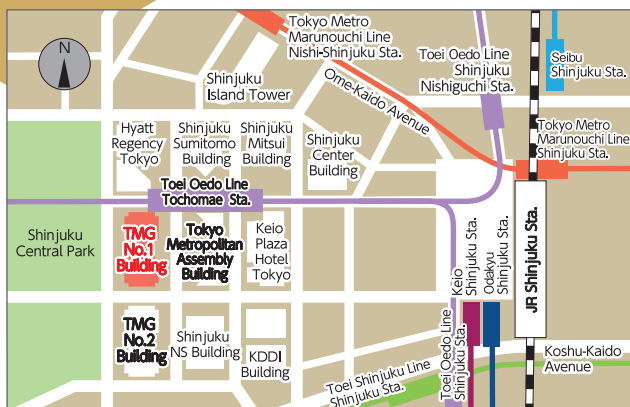 N
Tokyo Metro
Marunouchi Line
Nishi-Shinjuku Sta.
Toei Oedo Line
Shinjuku
Nishiguchi Sta.
Seibu
Shinjuku Sta.
Shinjuku
Island Tower
Ome-Kaido Avenue
Hyatt
Regency
Tokyo
Shinjuku
Sumitomo
Building
Shinjuku
Mitsui
Building
Shinjuku
Center
Building
Tokyo Metro
Marunouchi Line
Shinjuku Sta.
Toei Oedo Line
Tochomae Sta.
Shinjuku
Central Park
TMG
No.1
Building
Tokyo
Metropolitan
Assembly
Building
Keio
Plaza
Hotel
Tokyo
Keio
Shinjuku Sta.
Odakyu
Shinjuku Sta.
JR Shinjuku Sta.
TMG
No.2
Building
Shinjuku
NS Building
KDDI
Building
Toei Shinjuku Line
Shinjuku Sta.
Toei Oedo Line
Shinjuku Sta.
Koshu-Kaido
Avenue